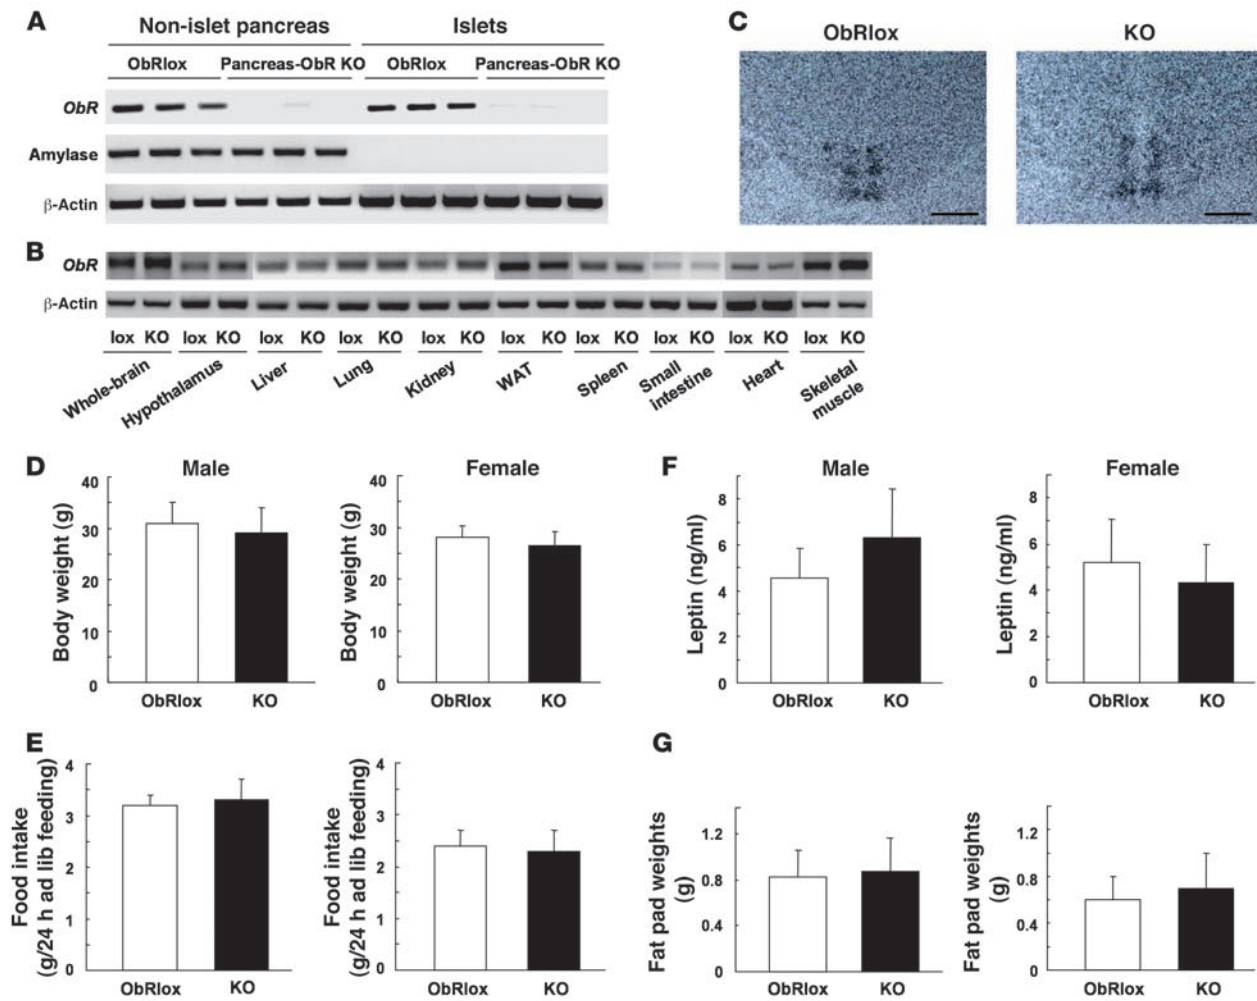 A
Non-islet pancreas
Islets
ObRlox
Pancreas-ObR KO
ObRlox
Pancreas-ObR KO
ObR
Amylase
β-Actin
B
ObR
β-Actin
lox KO lox KO lox KO lox KO lox KO lox KO lox KO lox KO lox KO lox KO
Whole-brain
Hypothalamus
Liver
Lung
Kidney
WAT
Spleen
Small
intestine
Heart
Skeletal
muscle
C
ObRlox
KO
D
Male
Body weight (g)
40
30
20
10
0
ObRlox
KO
Female
Body weight (g)
40
30
20
10
0
ObRlox
KO
F
Male
Leptin (ng/ml)
8
6
4
2
0
ObRlox
KO
Female
Leptin (ng/ml)
8
6
4
2
0
ObRlox
KO
E
Food intake
(g/24 h ad lib feeding)
4
3
2
1
0
ObRlox
KO
Food intake
(g/24 h ad lib feeding)
4
3
2
1
0
ObRlox
KO
G
Fat pad weights
(g)
1.2
0.8
0.4
0
ObRlox
KO
Fat pad weights
(g)
1.2
0.8
0.4
0
ObRlox
KO